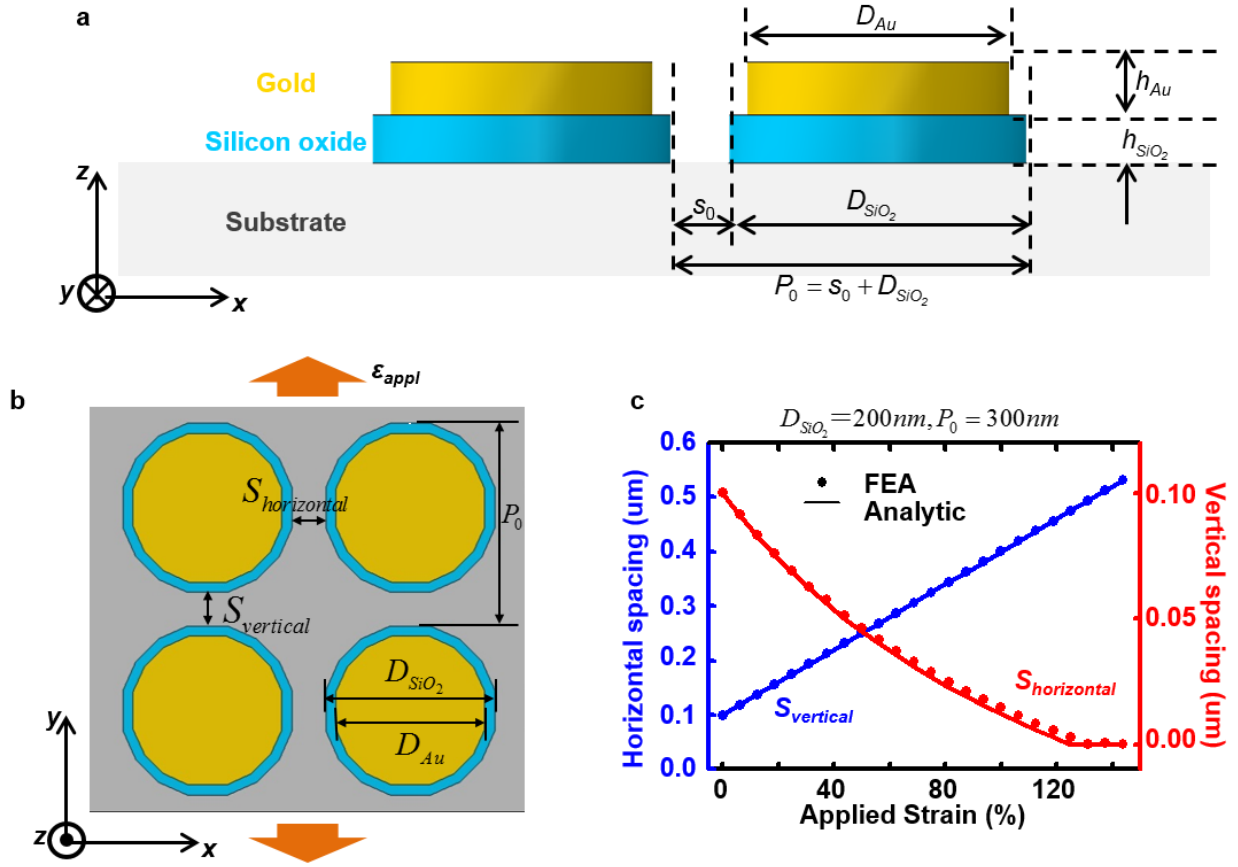 a
D_Au
Gold
h_Au
Silicon oxide
h_SiO₂
z
Substrate
s₀
D_SiO₂
y
x
P₀ = s₀ + D_SiO₂
ε_appl
b
S_horizontal
P₀
S_vertical
D_SiO₂
D_Au
y
z
x
c
D_SiO₂=200nm, P₀ = 300nm
FEA
Analytic
Horizontal spacing (um)
0.6
0.5
0.4
0.3
0.2
0.1
0.0
Vertical spacing (um)
0.10
0.05
0.00
S_horizontal
S_vertical
0 40 80 120
Applied Strain (%)